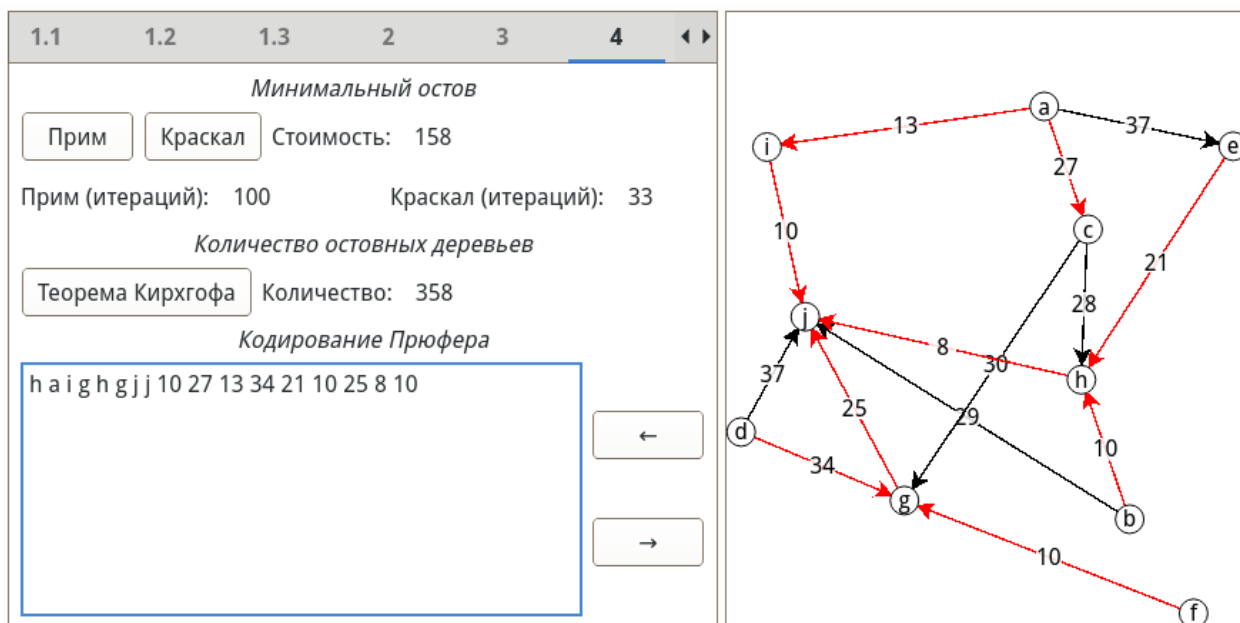 1.1 1.2 1.3 2 3 4
Минимальный остов
Прим Краскал Стоимость: 158
Прим (итераций): 100 Краскал (итераций): 33
Количество остовных деревьев
Теорема Кирхгофа Количество: 358
Кодирование Прюфера
h a i g h g j j 10 27 13 34 21 10 25 8 10
←
→
a
13
37
i
e
27
10
c
21
28
j
8
30
37
h
25
29
d
10
34
g
b
10
f